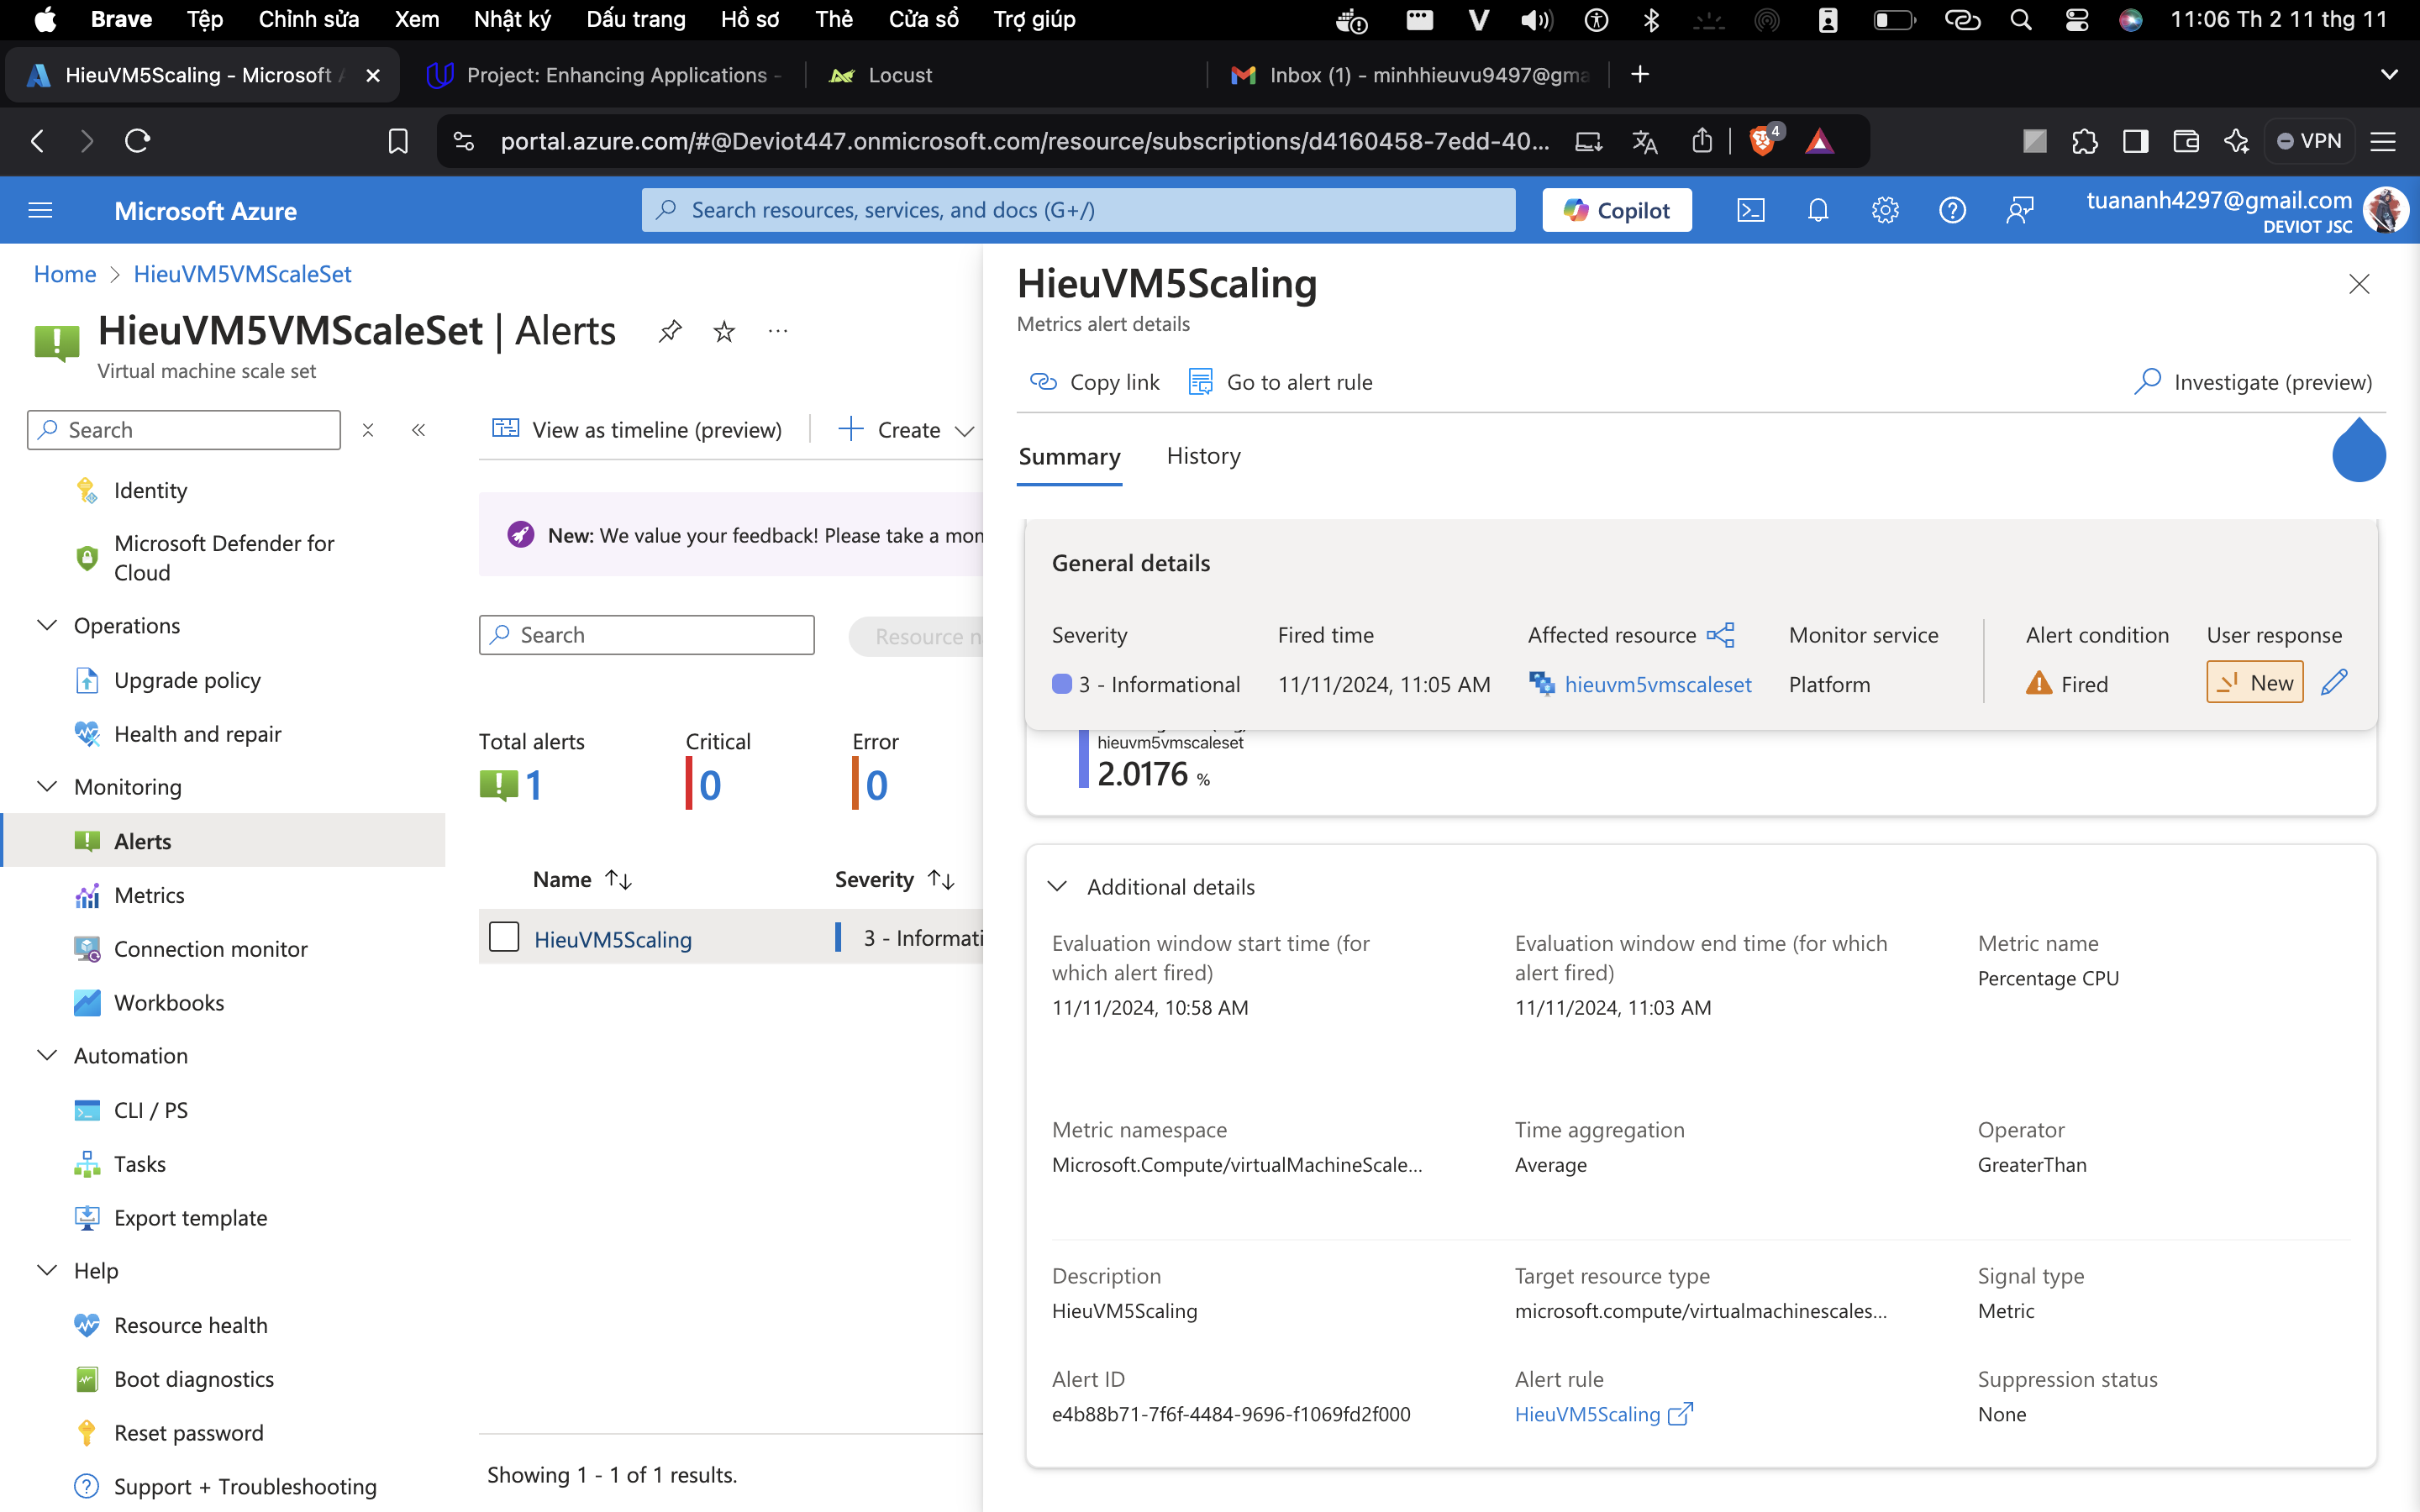 Brave Tệp Chỉnh sửa Xem Nhật ký Dấu trang Hồ sơ Thẻ Cửa sổ Trợ giúp V 11:06 Th 2 11 thg 11
HieuVM5Scaling - Microsoft Project: Enhancing Applications - Locust Inbox (1) - minhhieuvu9497@gma
portal.azure.com/#@Deviot447.onmicrosoft.com/resource/subscriptions/d4160458-7edd-40... 4 VPN
Microsoft Azure Search resources, services, and docs (G+/) Copilot tuananh4297@gmail.com
DEVIOT JSC
Home > HieuVM5VMScaleSet
HieuVM5VMScaleSet | Alerts
Virtual machine scale set
Search
Identity
Microsoft Defender for
Cloud
Operations
Upgrade policy
Health and repair
Monitoring
Alerts
Metrics
Connection monitor
Workbooks
Automation
CLI / PS
Tasks
Export template
Help
Resource health
Boot diagnostics
Reset password
Support + Troubleshooting
View as timeline (preview) Create
New: We value your feedback! Please take a mon
Search Resource n
Total alerts Critical Error
1 0 0
Name Severity
HieuVM5Scaling 3 - Informati
Showing 1 - 1 of 1 results.
HieuVM5Scaling
Metrics alert details
Copy link Go to alert rule Investigate (preview)
Summary History
General details
Severity Fired time Affected resource Monitor service Alert condition User response
3 - Informational 11/11/2024, 11:05 AM hieuvm5vmscaleset Platform Fired New
hieuvm5vmscaleset
2.0176 %
Additional details
Evaluation window start time (for
which alert fired)
11/11/2024, 10:58 AM
Evaluation window end time (for which
alert fired)
11/11/2024, 11:03 AM
Metric name
Percentage CPU
Metric namespace
Microsoft.Compute/virtualMachineScale...
Time aggregation
Average
Operator
GreaterThan
Description
HieuVM5Scaling
Target resource type
microsoft.compute/virtualmachinescales...
Signal type
Metric
Alert ID
e4b88b71-7f6f-4484-9696-f1069fd2f000
Alert rule
HieuVM5Scaling
Suppression status
None